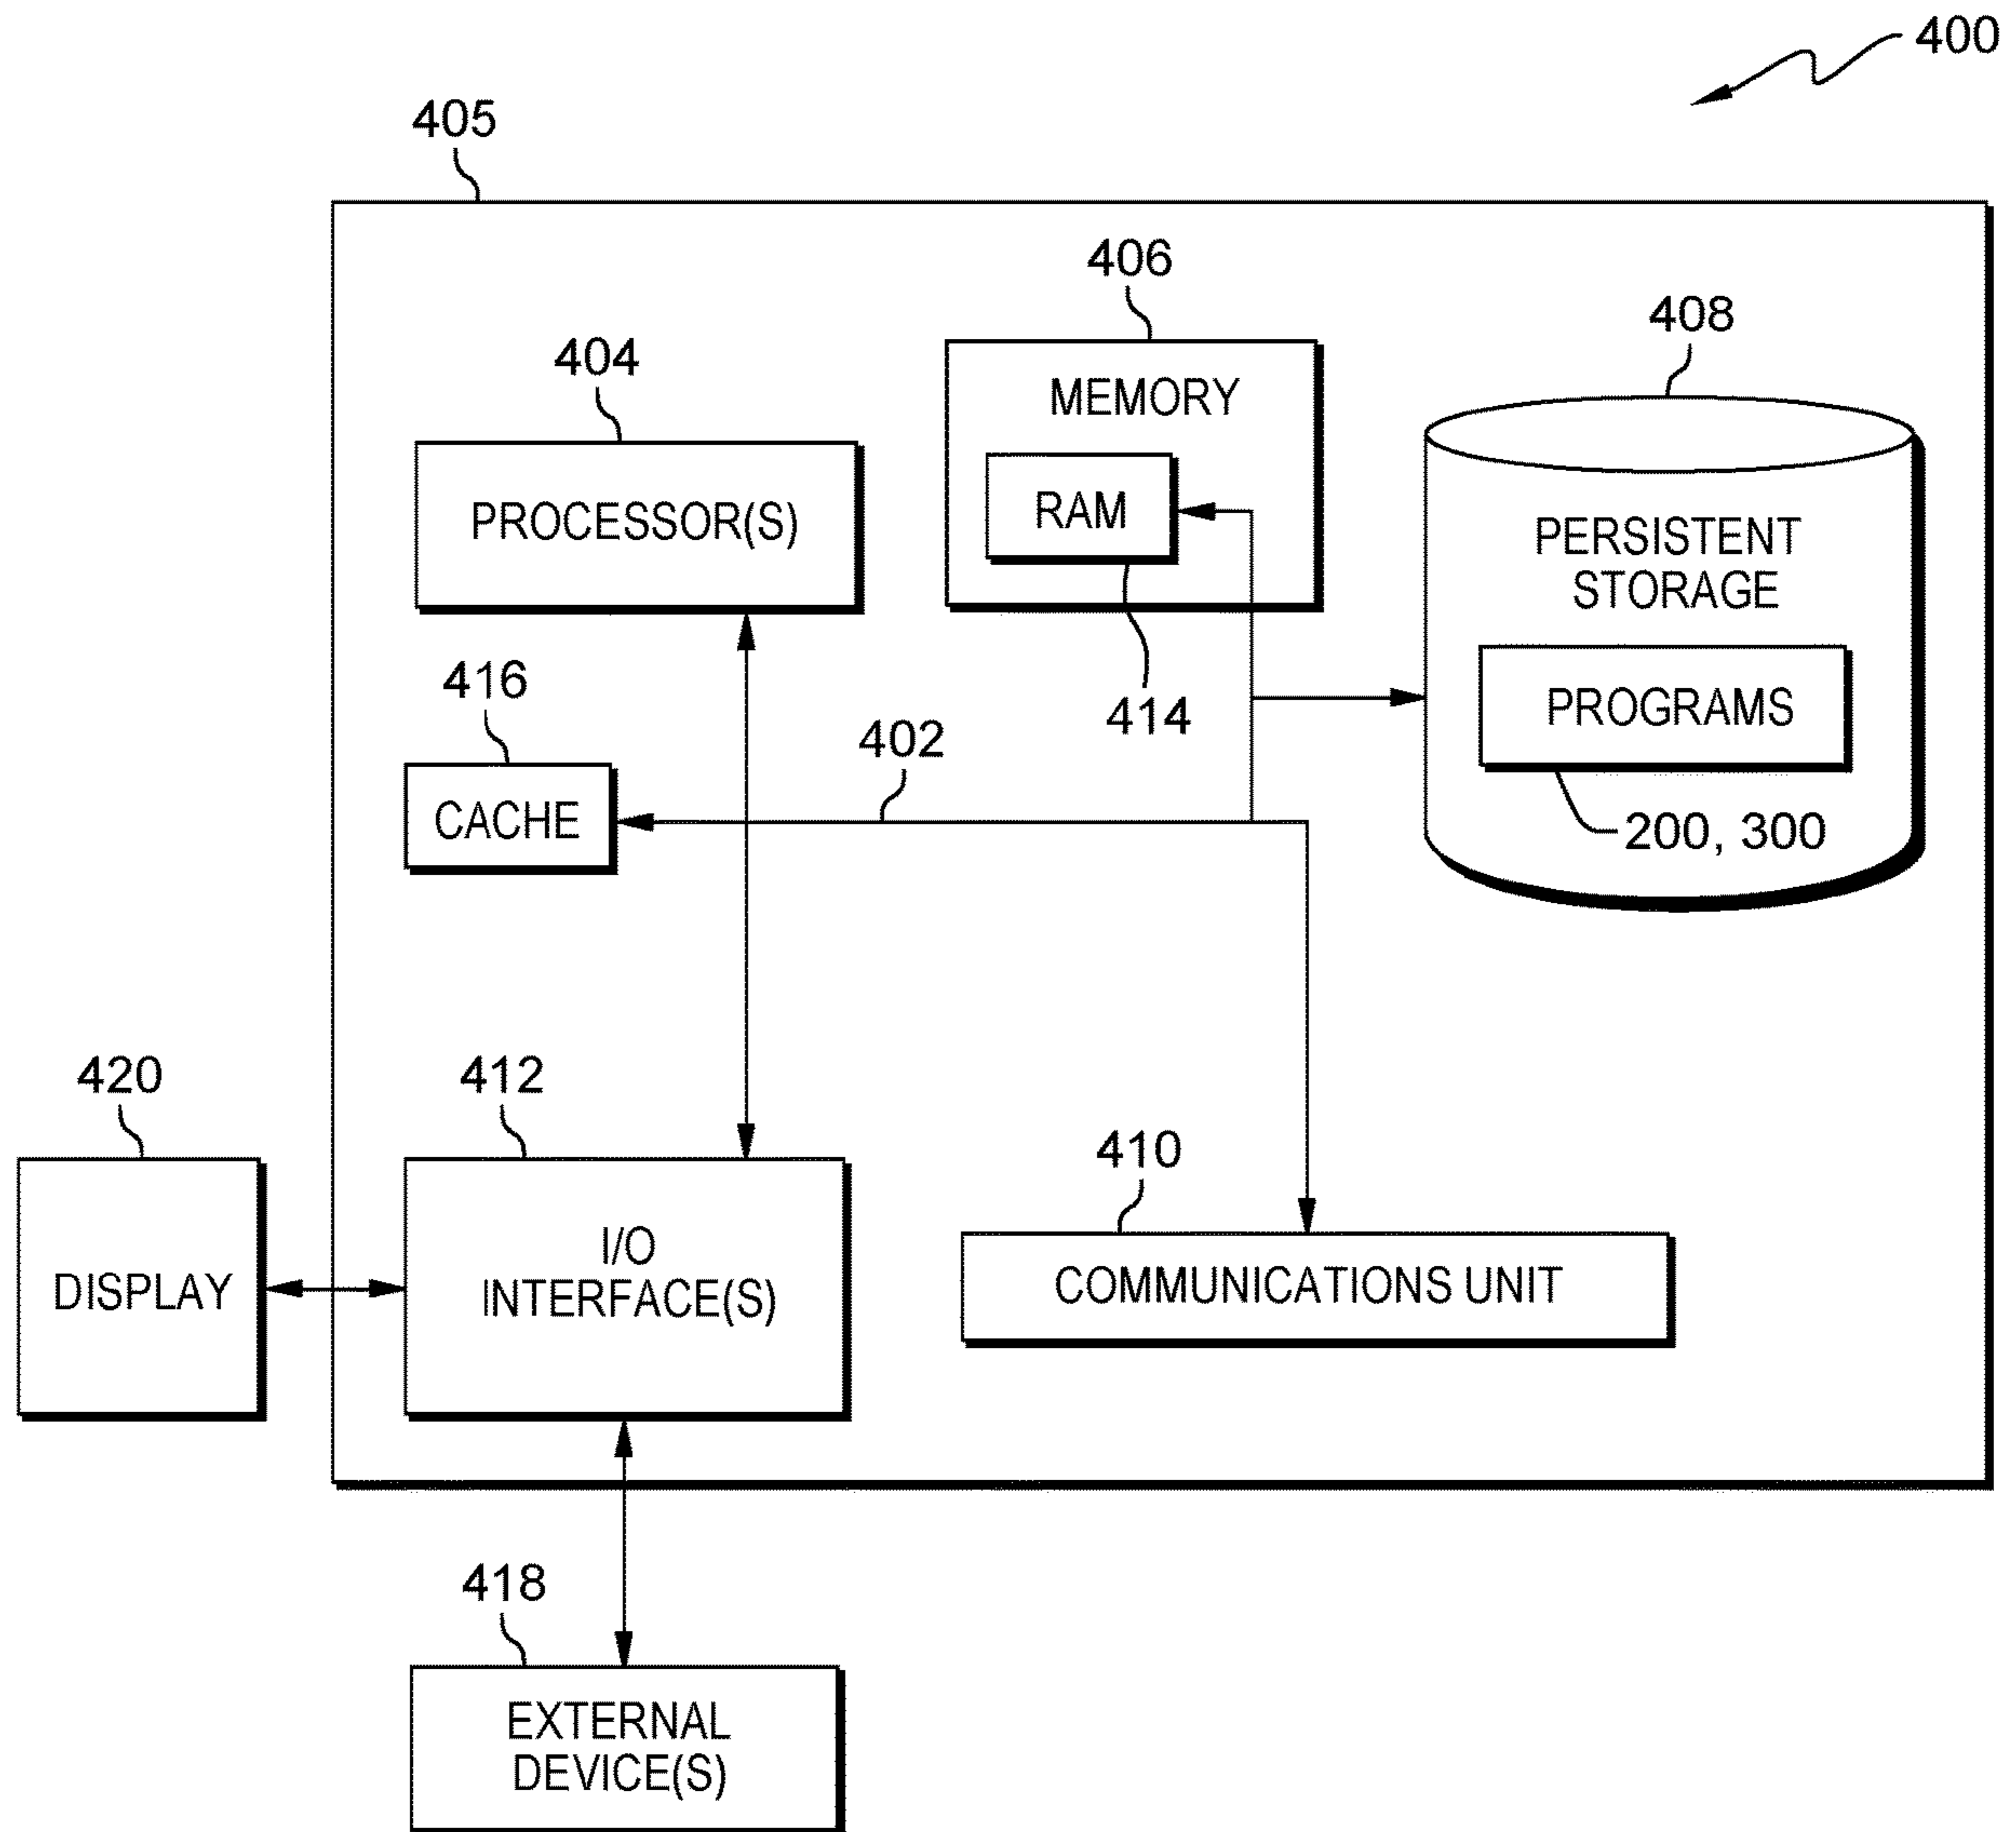 400
405
406
408
404
MEMORY
PROCESSOR(S)
RAM
PERSISTENT
STORAGE
416
414
PROGRAMS
402
CACHE
200, 300
420
412
410
DISPLAY
I/O
INTERFACE(S)
COMMUNICATIONS UNIT
418
EXTERNAL
DEVICE(S)